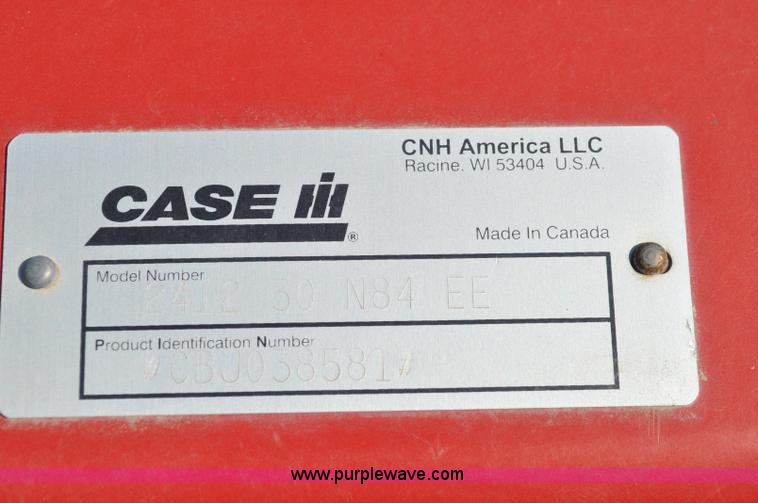 CNH America LLC
Racine. WI 53404 U.S.A.
CASE IH
®
Made In Canada
Model Number
2412 30 N84 EE
Product Identification Number
*CBJ038581*
www.purplewave.com